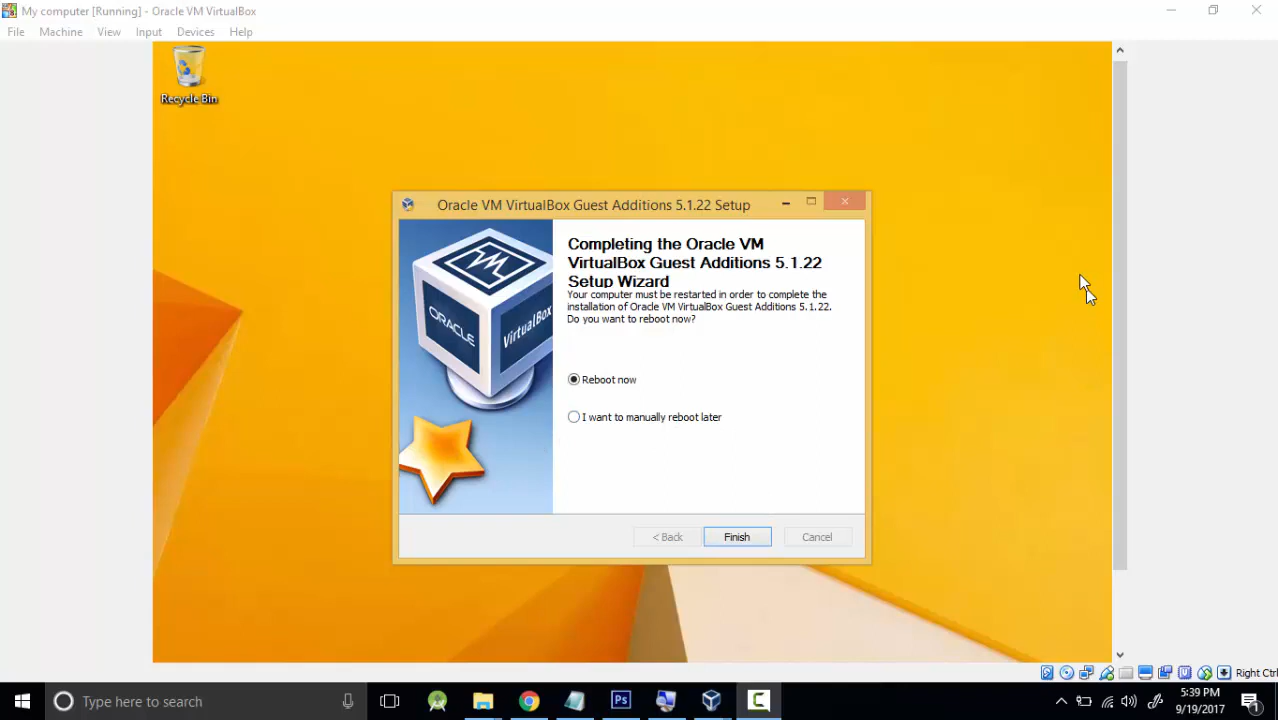 My computer [Running] - Oracle VM VirtualBox
File Machine View Input Devices Help
Recycle Bin
Oracle VM VirtualBox Guest Additions 5.1.22 Setup
Completing the Oracle VM
VirtualBox Guest Additions 5.1.22
Setup Wizard
Your computer must be restarted in order to complete the
installation of Oracle VM VirtualBox Guest Additions 5.1.22.
Do you want to reboot now?
ORACLE
VirtualBox
Reboot now
I want to manually reboot later
< Back Finish Cancel
Right Ctrl
Type here to search
Ps
5:39 PM
9/19/2017
1